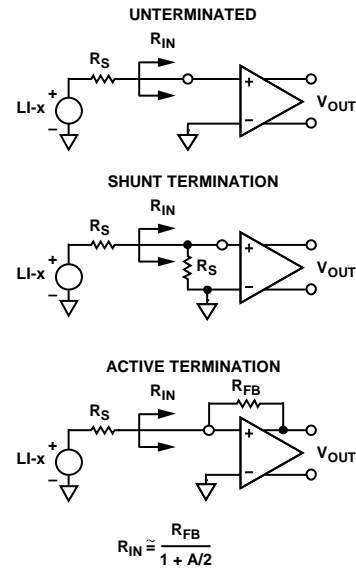 UNTERMINATED
R_IN
R_S
LI-x
+
−
+
−
V_OUT
SHUNT TERMINATION
R_IN
R_S
LI-x
+
−
R_S
+
−
V_OUT
ACTIVE TERMINATION
R_IN
R_FB
R_S
LI-x
+
−
+
−
V_OUT
R_IN ≅ R_FB / 1 + A/2